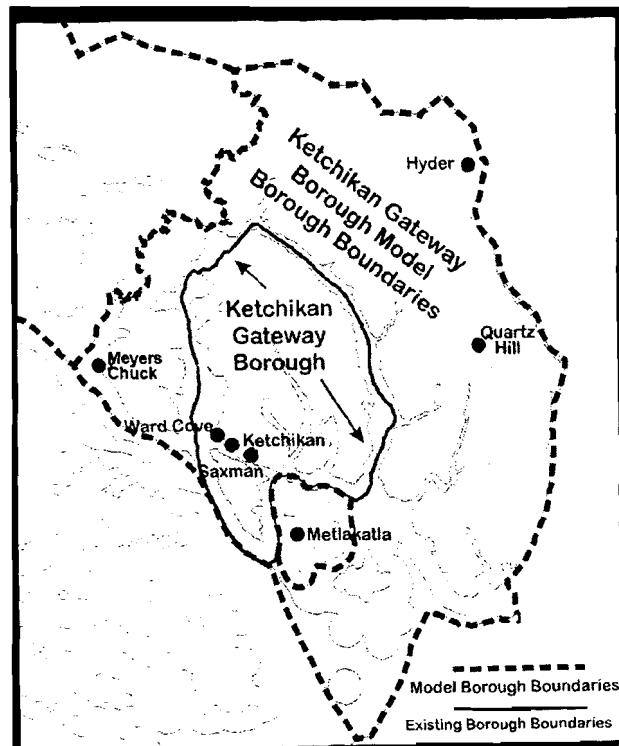 Ketchikan Gateway
Borough Model
Borough Boundaries
Hyder
Ketchikan
Gateway
Borough
Quartz
Hill
Meyers
Chuck
Ward Cove
Ketchikan
Saxman
Metlakatla
Model Borough Boundaries
Existing Borough Boundaries